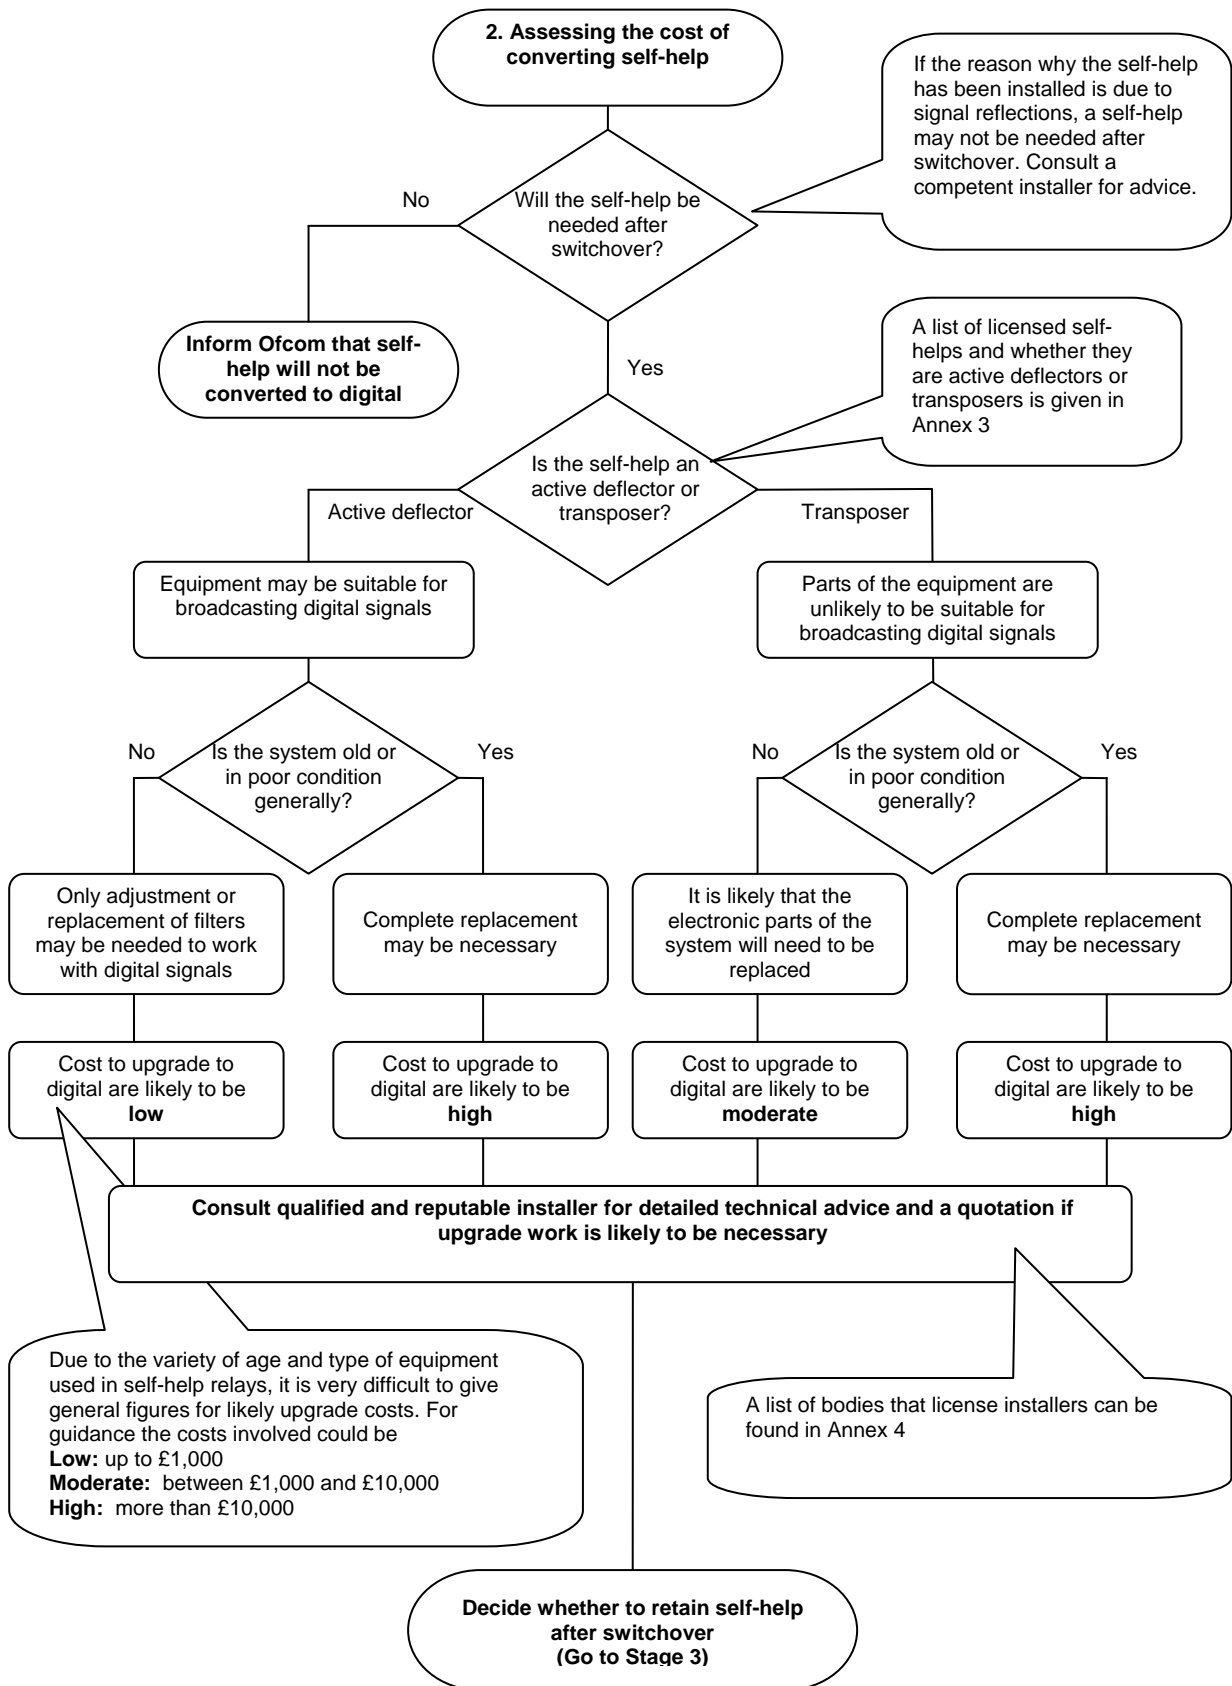 2. Assessing the cost of
converting self-help
If the reason why the self-help
has been installed is due to
signal reflections, a self-help
may not be needed after
switchover. Consult a
competent installer for advice.
No
Will the self-help be
needed after
switchover?
Inform Ofcom that self-
help will not be
converted to digital
Yes
A list of licensed self-
helps and whether they
are active deflectors or
transposers is given in
Annex 3
Is the self-help an
active deflector or
transposer?
Active deflector
Transposer
Equipment may be suitable for
broadcasting digital signals
Parts of the equipment are
unlikely to be suitable for
broadcasting digital signals
No
Is the system old or
in poor condition
generally?
Yes
No
Is the system old or
in poor condition
generally?
Yes
Only adjustment or
replacement of filters
may be needed to work
with digital signals
Complete replacement
may be necessary
It is likely that the
electronic parts of the
system will need to be
replaced
Complete replacement
may be necessary
Cost to upgrade to
digital are likely to be
low
Cost to upgrade to
digital are likely to be
high
Cost to upgrade to
digital are likely to be
moderate
Cost to upgrade to
digital are likely to be
high
Consult qualified and reputable installer for detailed technical advice and a quotation if
upgrade work is likely to be necessary
Due to the variety of age and type of equipment
used in self-help relays, it is very difficult to give
general figures for likely upgrade costs. For
guidance the costs involved could be
Low: up to £1,000
Moderate: between £1,000 and £10,000
High: more than £10,000
A list of bodies that license installers can be
found in Annex 4
Decide whether to retain self-help
after switchover
(Go to Stage 3)